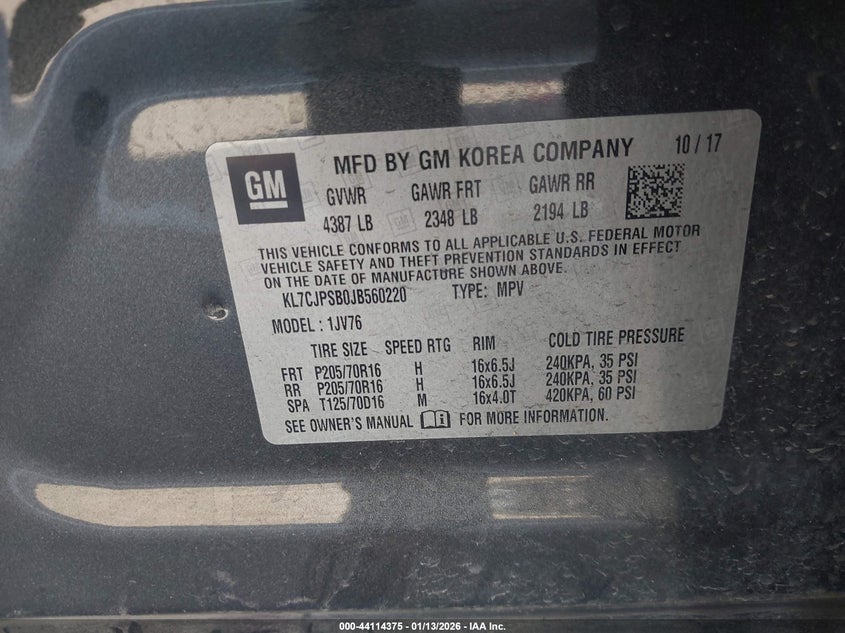 GM
MFD BY GM KOREA COMPANY 10 / 17
GVWR GAWR FRT GAWR RR
4387 LB 2348 LB 2194 LB
THIS VEHICLE CONFORMS TO ALL APPLICABLE U.S. FEDERAL MOTOR
VEHICLE SAFETY AND THEFT PREVENTION STANDARDS IN EFFECT
ON THE DATE OF MANUFACTURE SHOWN ABOVE.
KL7CJPSB0JB560220 TYPE: MPV
MODEL : 1JV76
TIRE SIZE SPEED RTG RIM COLD TIRE PRESSURE
FRT P205/70R16 H 16x6.5J 240KPA, 35 PSI
RR P205/70R16 H 16x6.5J 240KPA, 35 PSI
SPA T125/70D16 M 16x4.0T 420KPA, 60 PSI
SEE OWNER'S MANUAL FOR MORE INFORMATION.
000-44114375 - 01/13/2026 - IAA Inc.